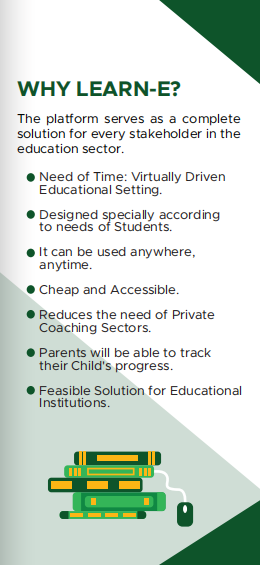 WHY LEARN-E?
The platform serves as a complete
solution for every stakeholder in the
education sector.
● Need of Time: Virtually Driven
Educational Setting.
● Designed specially according
to needs of Students.
● It can be used anywhere,
anytime.
● Cheap and Accessible.
● Reduces the need of Private
Coaching Sectors.
● Parents will be able to track
their Child's progress.
● Feasible Solution for Educational
Institutions.